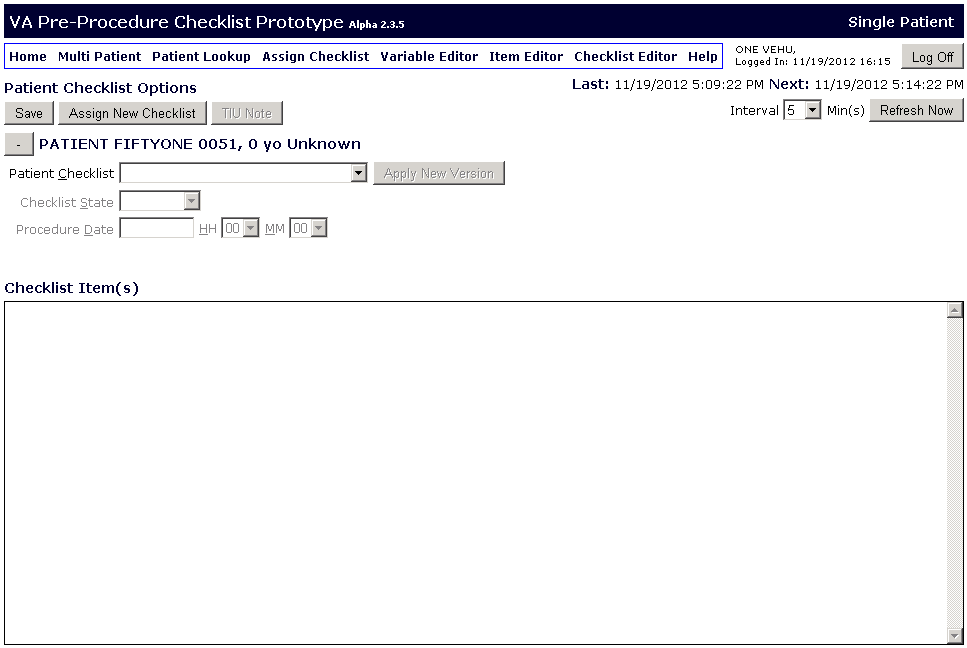 VA Pre-Procedure Checklist Prototype Alpha 2.3.5 Single Patient
Home Multi Patient Patient Lookup Assign Checklist Variable Editor Item Editor Checklist Editor Help
ONE VEHU,
Logged In: 11/19/2012 16:15
Log Off
Patient Checklist Options
Last: 11/19/2012 5:09:22 PM Next: 11/19/2012 5:14:22 PM
Save Assign New Checklist TIU Note
Interval 5 Min(s) Refresh Now
- PATIENT FIFTYONE 0051, 0 yo Unknown
Patient Checklist Apply New Version
Checklist State
Procedure Date HH 00 MM 00
Checklist Item(s)